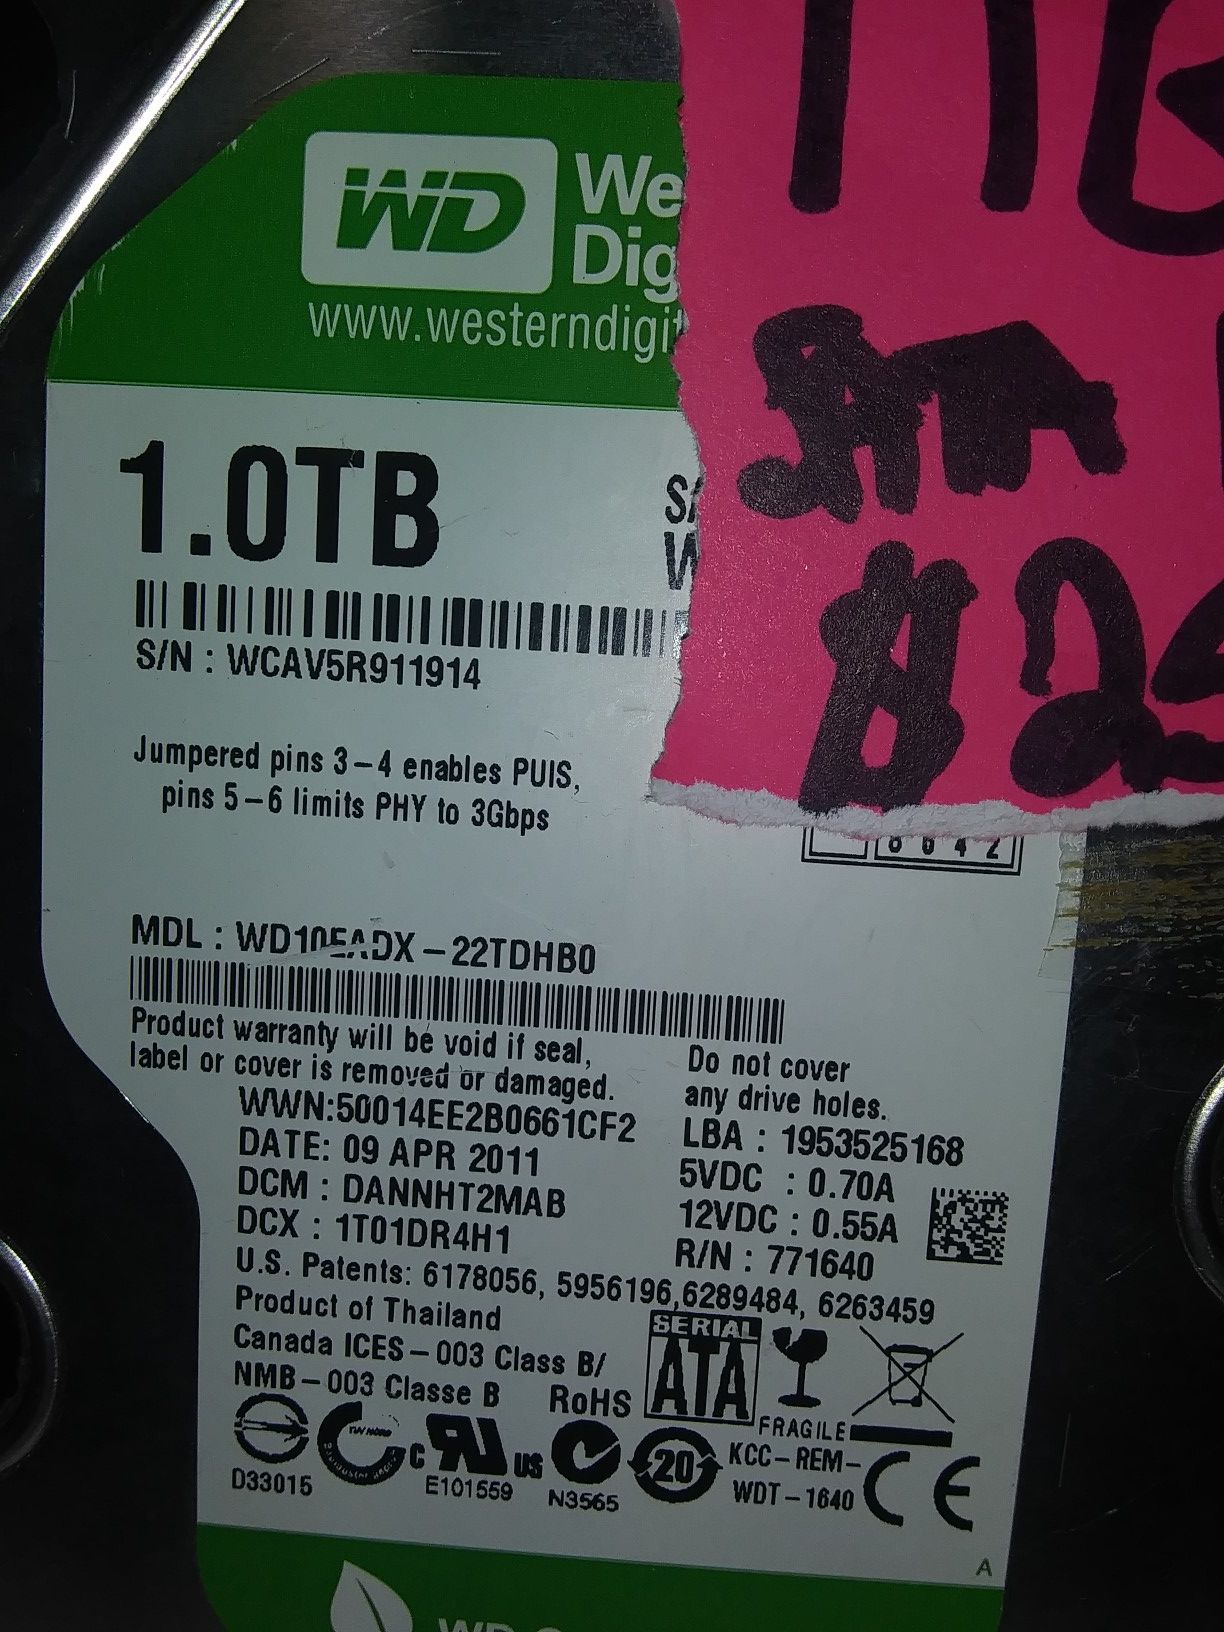 WD We
Dig
www.westerndigit
1.0TB
S/N : WCAV5R911914
Jumpered pins 3-4 enables PUIS,
pins 5-6 limits PHY to 3Gbps
MDL : WD10EADX-22TDHB0
Product warranty will be void if seal,
label or cover is removed or damaged.
Do not cover
any drive holes.
WWN:50014EE2B0661CF2
DATE: 09 APR 2011
DCM : DANNHT2MAB
DCX : 1T01DR4H1
LBA : 1953525168
5VDC : 0.70A
12VDC : 0.55A
R/N : 771640
U.S. Patents: 6178056, 5956196,6289484, 6263459
Product of Thailand
Canada ICES-003 Class B/
NMB-003 Classe B
RoHS
SERIAL
ATA
FRAGILE
D33015
C
US
E101559
N3565
20
KCC-REM-
WDT-1640
CE
A